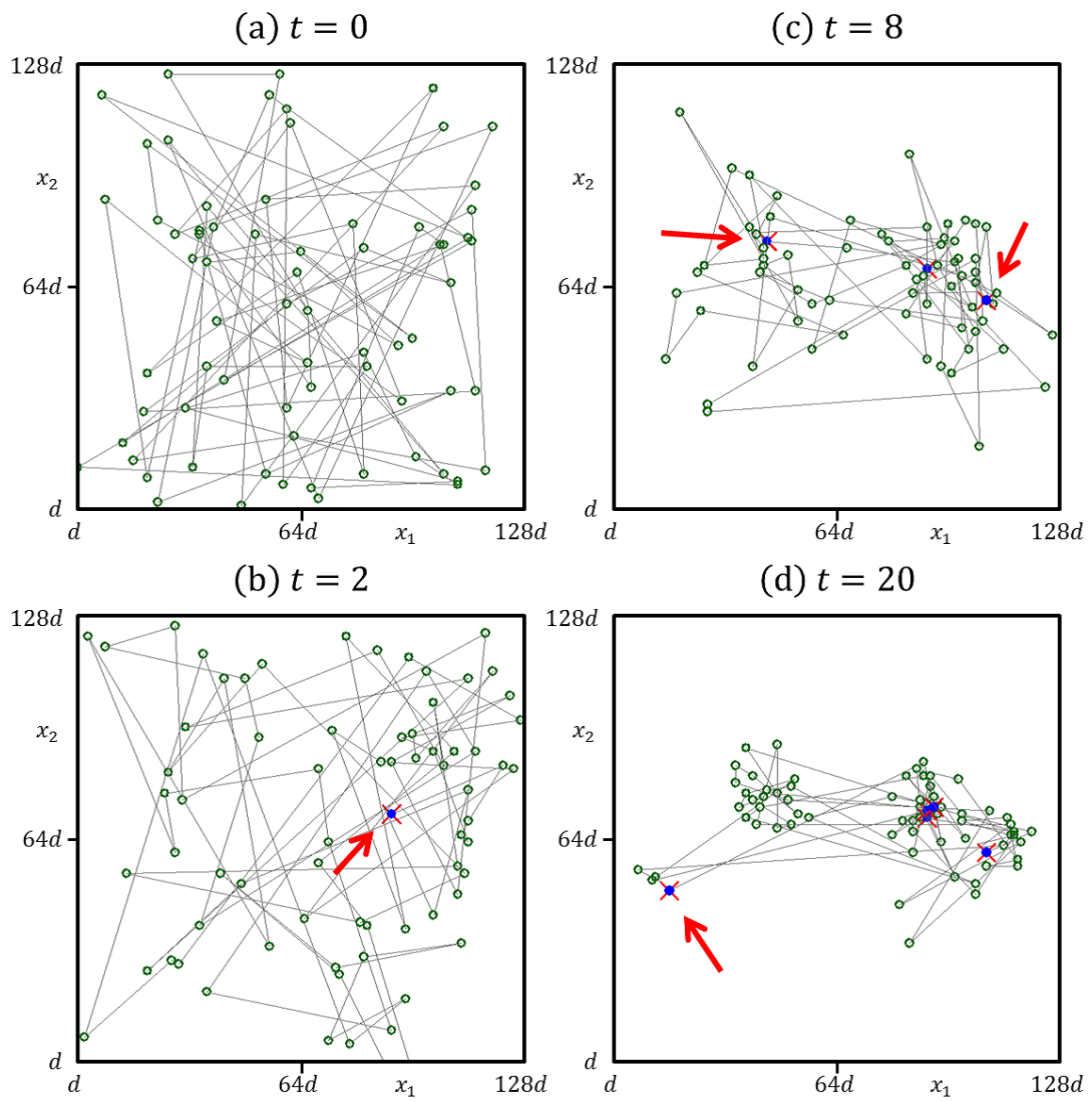 (a) t = 0
128d
x₂
64d
d
d
64d
x₁
128d
(b) t = 2
128d
x₂
64d
d
d
64d
x₁
128d
(c) t = 8
128d
x₂
64d
d
d
64d
x₁
128d
(d) t = 20
128d
x₂
64d
d
d
64d
x₁
128d